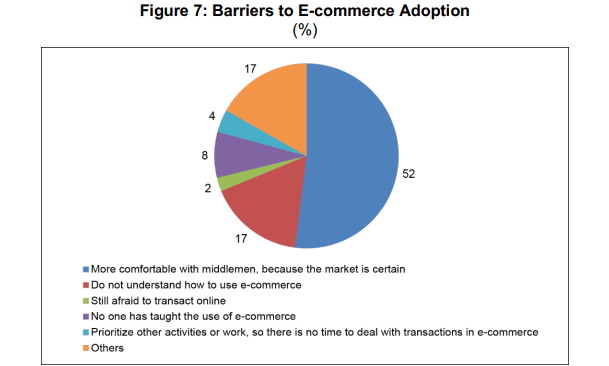 Figure 7: Barriers to E-commerce Adoption
(%)
17
4
8
2
17
52
More comfortable with middlemen, because the market is certain
Do not understand how to use e-commerce
Still afraid to transact online
No one has taught the use of e-commerce
Prioritize other activities or work, so there is no time to deal with transactions in e-commerce
Others